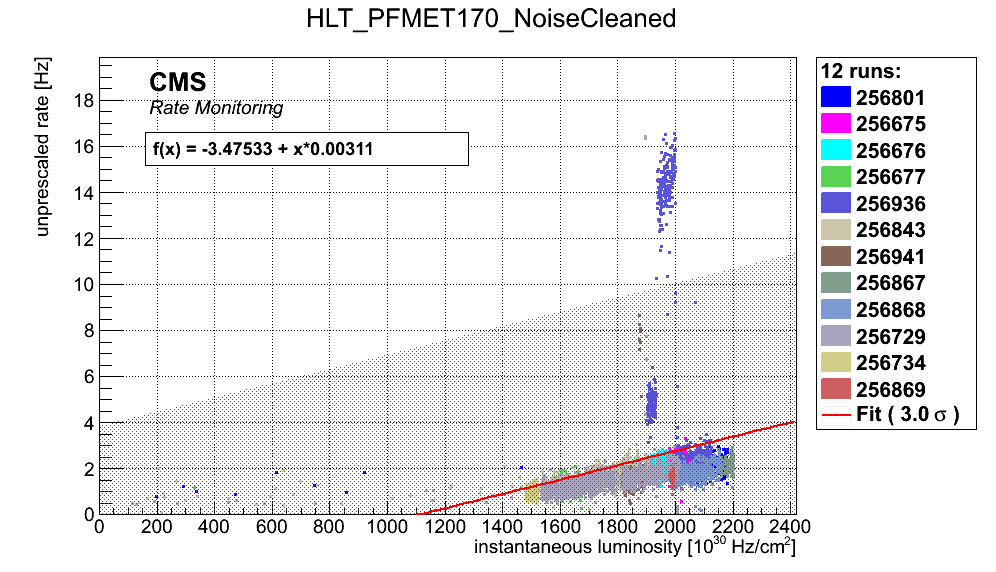 HLT_PFMET170_NoiseCleaned
unprescaled rate [Hz]
CMS
Rate Monitoring
f(x) = -3.47533 + x*0.00311
18
16
14
12
10
8
6
4
2
0
0 200 400 600 800 1000 1200 1400 1600 1800 2000 2200 2400
instantaneous luminosity [10³⁰ Hz/cm²]
12 runs:
256801
256675
256676
256677
256936
256843
256941
256867
256868
256729
256734
256869
Fit ( 3.0 σ )